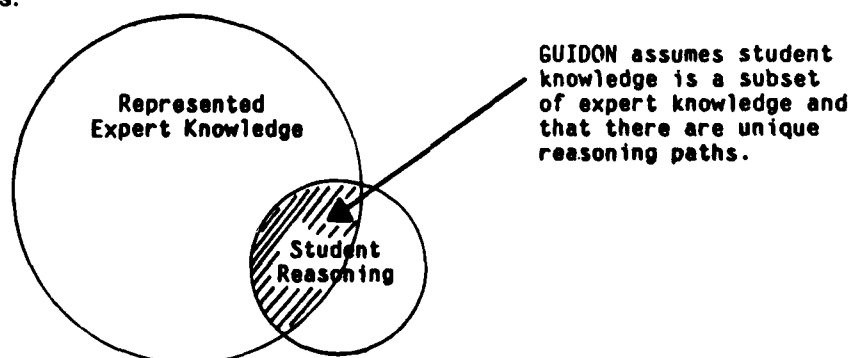 s.
GUIDON assumes student
knowledge is a subset
of expert knowledge and
that there are unique
reasoning paths.
Represented
Expert Knowledge
Student
Reasoning